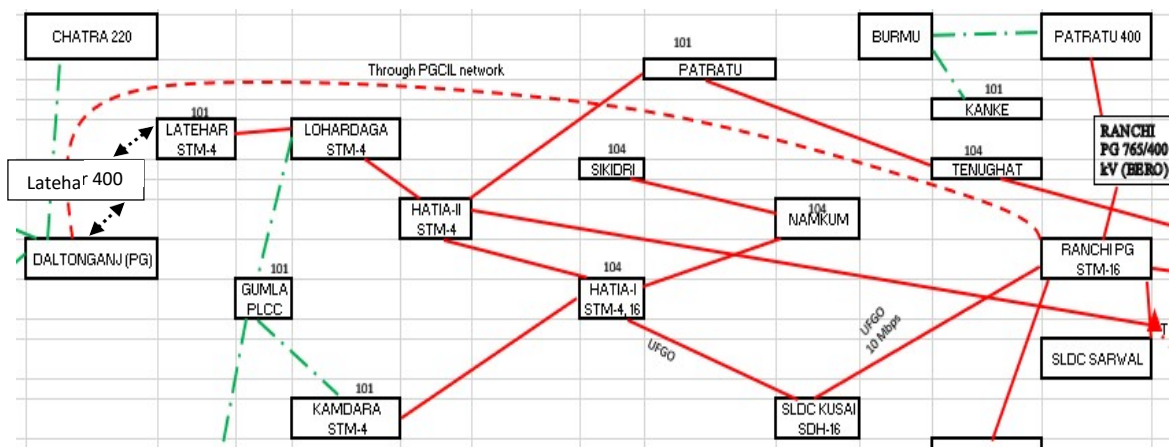 CHATRA 220
BURMU
PATRATU 400
101
PATRATU
Through PGCIL network
101
KANKE
101
LATEHAR
STM-4
LOHARDAGA
STM-4
RANCHI
PG 765/400
kV (BERO)
104
SIKIDRI
104
TENUGHAT
Latehar 400
HATIA-II
STM-4
104
NAMKUM
DALTONGANJ (PG)
RANCHI PG
STM-16
101
GUMLA
PLCC
104
HATIA-I
STM-4, 16
UFGO
10 Mbps
T
UFGO
SLDC SARWAL
101
KAMDARA
STM-4
SLDC KUSAI
SDH-16